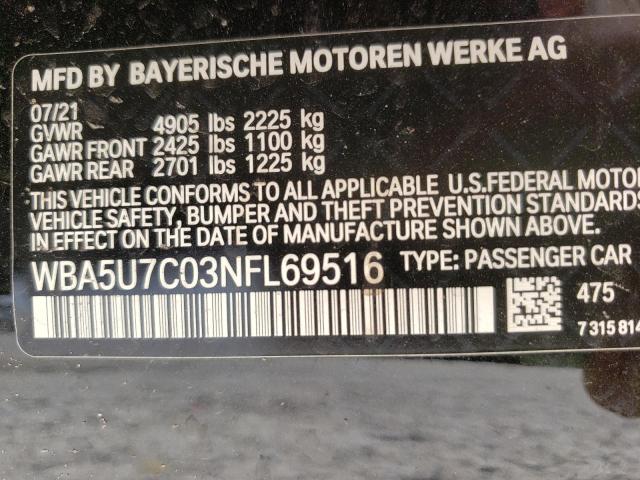 MFD BY BAYERISCHE MOTOREN WERKE AG
07/21
GVWR 4905 lbs 2225 kg
GAWR FRONT 2425 lbs 1100 kg
GAWR REAR 2701 lbs 1225 kg
THIS VEHICLE CONFORMS TO ALL APPLICABLE U.S.FEDERAL MOTOR
VEHICLE SAFETY, BUMPER AND THEFT PREVENTION STANDARDS
IN EFFECT ON THE DATE OF MANUFACTURE SHOWN ABOVE.
WBA5U7C03NFL69516 TYPE: PASSENGER CAR
475
7 315 814